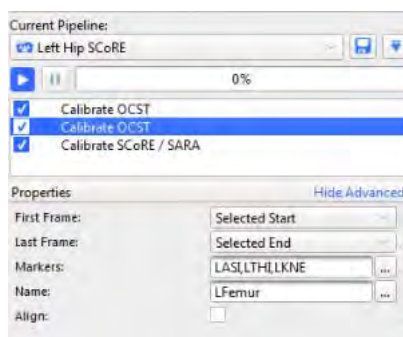 Current Pipeline:
Left Hip SCoRE
0%
Calibrate OCST
Calibrate OCST
Calibrate SCoRE / SARA
Properties Hide Advanced
First Frame: Selected Start
Last Frame: Selected End
Markers: LASI,LTHI,LKNE ...
Name: LFemur ...
Align: